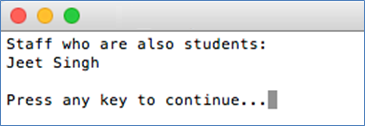 Staff who are also students:
Jeet Singh
Press any key to continue...